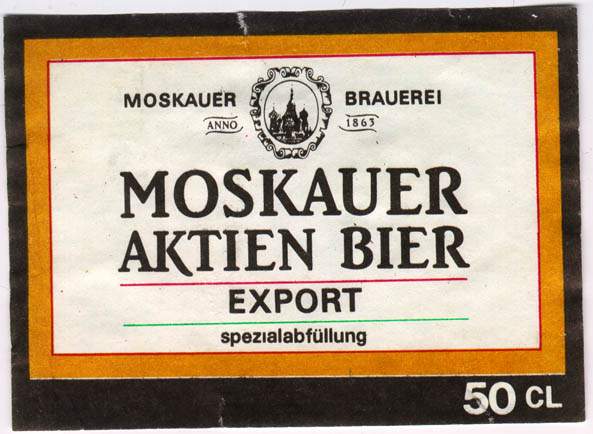 MOSKAUER BRAUEREI
ANNO 1863
MOSKAUER
AKTIEN BIER
EXPORT
spezialabfüllung
50 CL